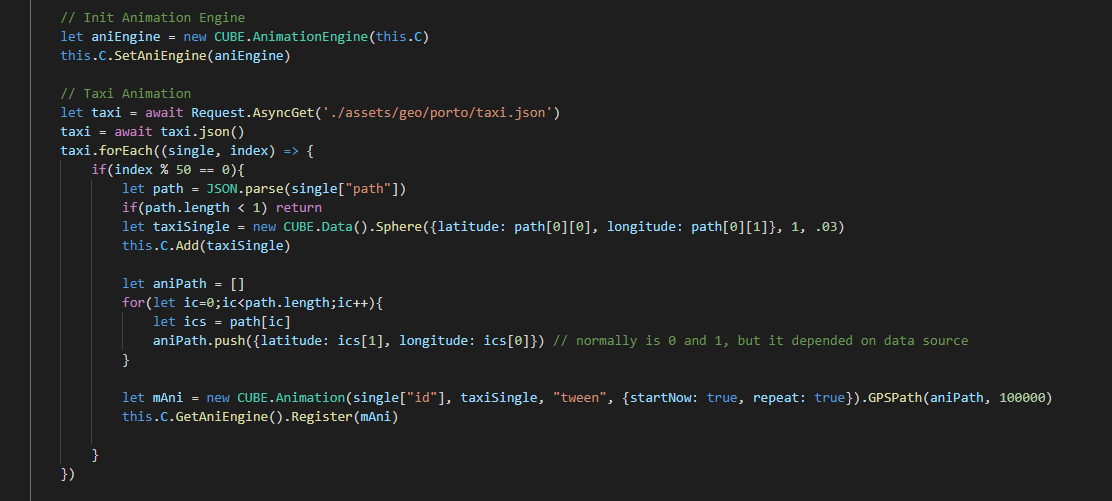 // Init Animation Engine
let aniEngine = new CUBE.AnimationEngine(this.C)
this.C.SetAniEngine(aniEngine)
// Taxi Animation
let taxi = await Request.AsyncGet('./assets/geo/porto/taxi.json')
taxi = await taxi.json()
taxi.forEach((single, index) => {
if(index % 50 == 0){
let path = JSON.parse(single["path"])
if(path.length < 1) return
let taxiSingle = new CUBE.Data().Sphere({latitude: path[0][0], longitude: path[0][1]}, 1, .03)
this.C.Add(taxiSingle)
let aniPath = []
for(let ic=0;ic<path.length;ic++){
let ics = path[ic]
aniPath.push({latitude: ics[1], longitude: ics[0]}) // normally is 0 and 1, but it depended on data source
}
let mAni = new CUBE.Animation(single["id"], taxiSingle, "tween", {startNow: true, repeat: true}).GPSPath(aniPath, 100000)
this.C.GetAniEngine().Register(mAni)
}
})